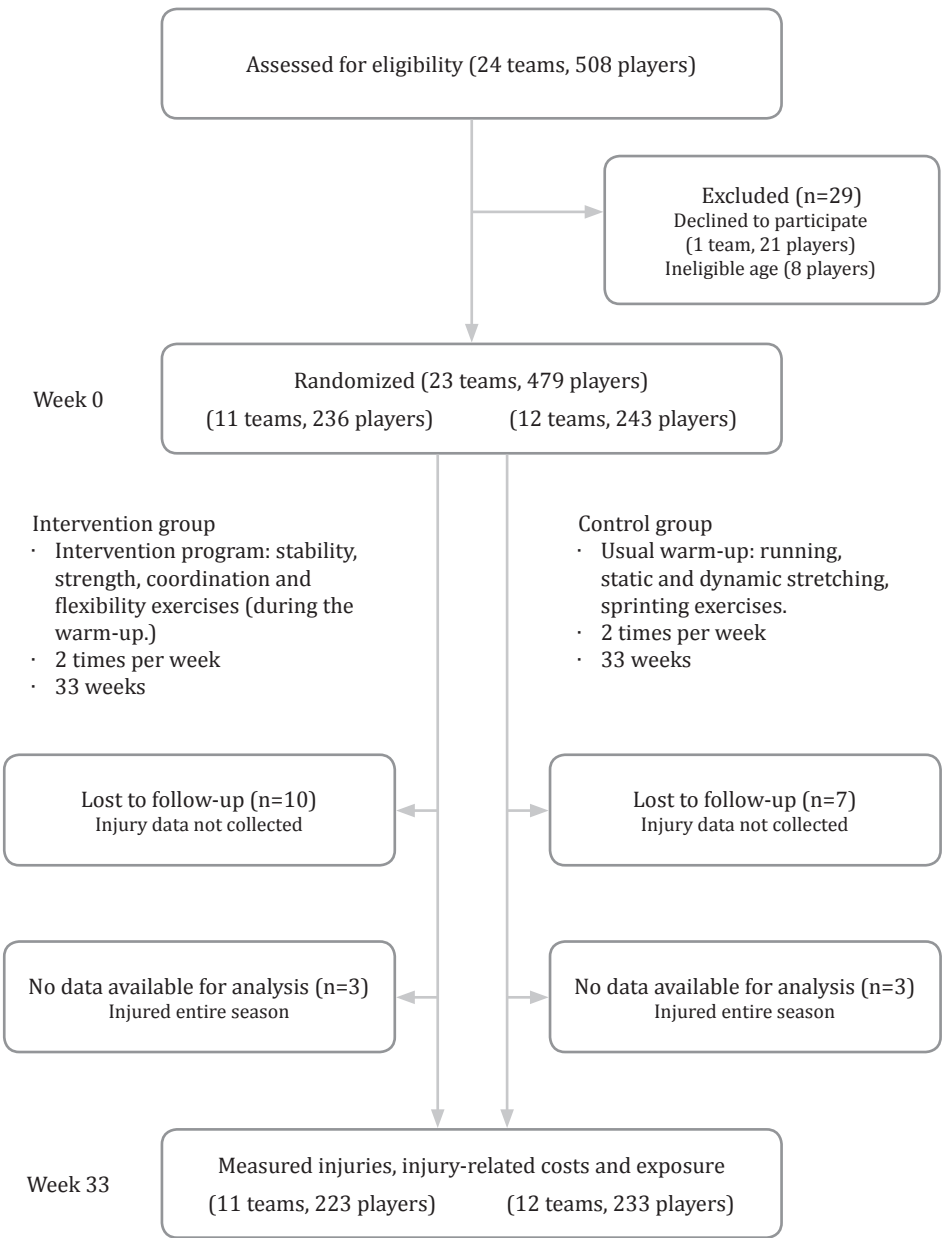 Assessed for eligibility (24 teams, 508 players)
Excluded (n=29)
Declined to participate
(1 team, 21 players)
Ineligible age (8 players)
Week 0
Randomized (23 teams, 479 players)
(11 teams, 236 players)
(12 teams, 243 players)
Intervention group
· Intervention program: stability,
strength, coordination and
flexibility exercises (during the
warm-up.)
· 2 times per week
· 33 weeks
Control group
· Usual warm-up: running,
static and dynamic stretching,
sprinting exercises.
· 2 times per week
· 33 weeks
Lost to follow-up (n=10)
Injury data not collected
Lost to follow-up (n=7)
Injury data not collected
No data available for analysis (n=3)
Injured entire season
No data available for analysis (n=3)
Injured entire season
Week 33
Measured injuries, injury-related costs and exposure
(11 teams, 223 players)
(12 teams, 233 players)